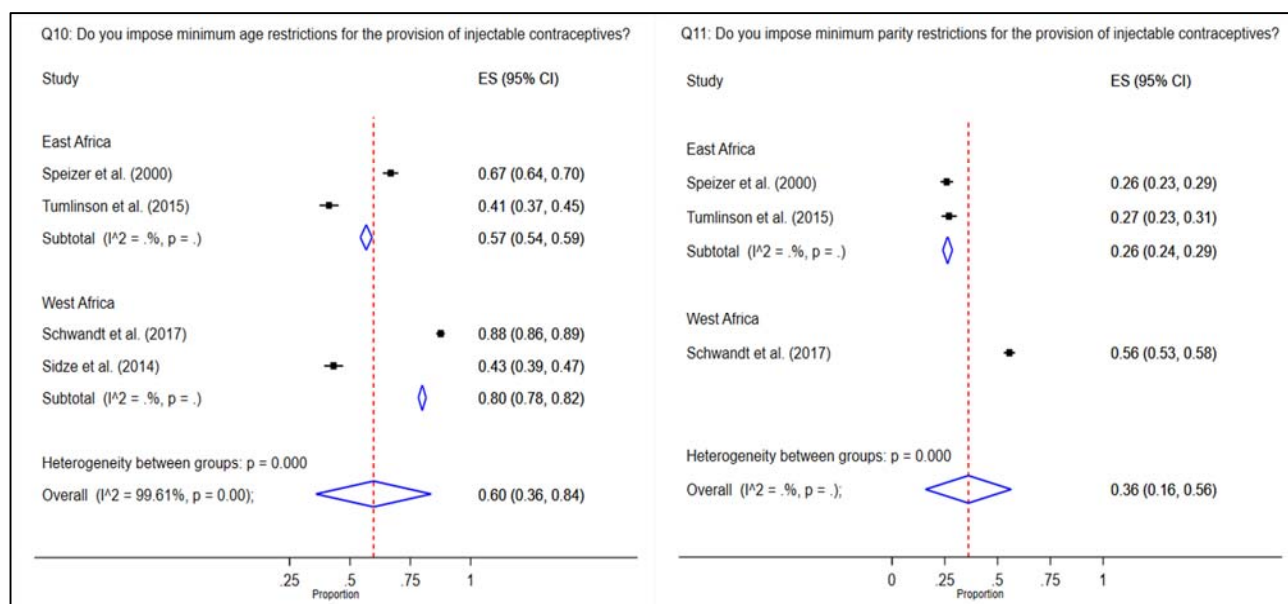 Q10: Do you impose minimum age restrictions for the provision of injectable contraceptives?
Study ES (95% CI)
East Africa
Speizer et al. (2000) 0.67 (0.64, 0.70)
Tumlinson et al. (2015) 0.41 (0.37, 0.45)
Subtotal (I^2 = .%, p = .) 0.57 (0.54, 0.59)
West Africa
Schwandt et al. (2017) 0.88 (0.86, 0.89)
Sidze et al. (2014) 0.43 (0.39, 0.47)
Subtotal (I^2 = .%, p = .) 0.80 (0.78, 0.82)
Heterogeneity between groups: p = 0.000
Overall (I^2 = 99.61%, p = 0.00); 0.60 (0.36, 0.84)
.25 .5 .75 1
Proportion
Q11: Do you impose minimum parity restrictions for the provision of injectable contraceptives?
Study ES (95% CI)
East Africa
Speizer et al. (2000) 0.26 (0.23, 0.29)
Tumlinson et al. (2015) 0.27 (0.23, 0.31)
Subtotal (I^2 = .%, p = .) 0.26 (0.24, 0.29)
West Africa
Schwandt et al. (2017) 0.56 (0.53, 0.58)
Heterogeneity between groups: p = 0.000
Overall (I^2 = .%, p = .); 0.36 (0.16, 0.56)
0 .25 .5 .75 1
Proportion